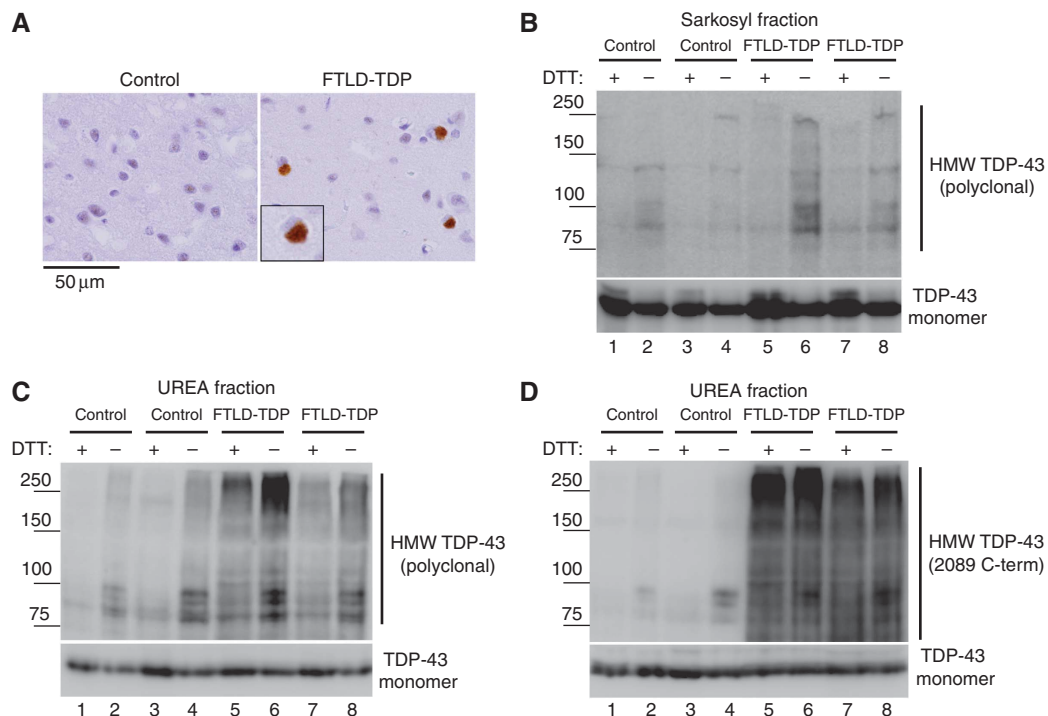 A
Control
FTLD-TDP
50 μm
B
Sarkosyl fraction
Control Control FTLD-TDP FTLD-TDP
DTT: + – + – + – + –
250
150
100
75
HMW TDP-43
(polyclonal)
TDP-43
monomer
1 2 3 4 5 6 7 8
C
UREA fraction
Control Control FTLD-TDP FTLD-TDP
DTT: + – + – + – + –
250
150
100
75
HMW TDP-43
(polyclonal)
TDP-43
monomer
1 2 3 4 5 6 7 8
D
UREA fraction
Control Control FTLD-TDP FTLD-TDP
DTT: + – + – + – + –
250
150
100
75
HMW TDP-43
(2089 C-term)
TDP-43
monomer
1 2 3 4 5 6 7 8